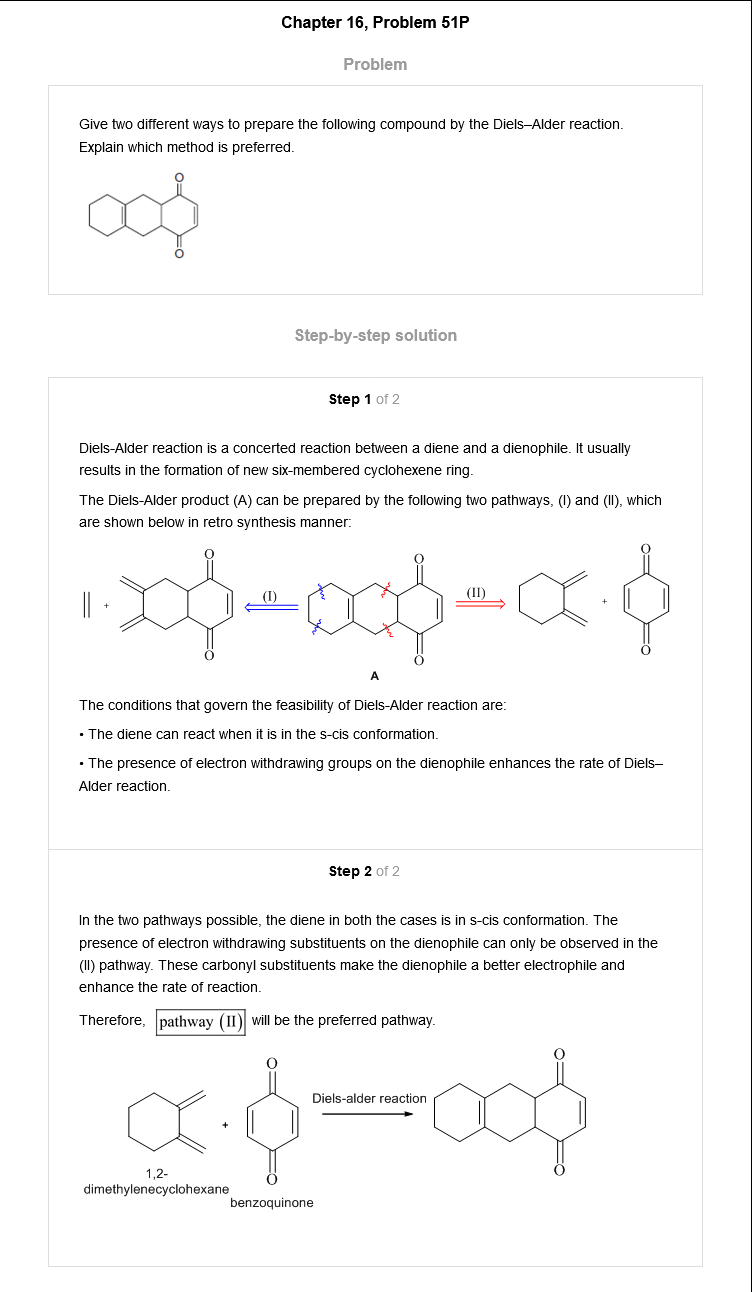 Chapter 16, Problem 51P
Problem
Give two different ways to prepare the following compound by the Diels–Alder reaction.
Explain which method is preferred.
O
O
Step-by-step solution
Step 1 of 2
Diels-Alder reaction is a concerted reaction between a diene and a dienophile. It usually
results in the formation of new six-membered cyclohexene ring.
The Diels-Alder product (A) can be prepared by the following two pathways, (I) and (II), which
are shown below in retro synthesis manner:
O O O
+ (I) (II) +
O O O
A
The conditions that govern the feasibility of Diels-Alder reaction are:
• The diene can react when it is in the s-cis conformation.
• The presence of electron withdrawing groups on the dienophile enhances the rate of Diels–
Alder reaction.
Step 2 of 2
In the two pathways possible, the diene in both the cases is in s-cis conformation. The
presence of electron withdrawing substituents on the dienophile can only be observed in the
(II) pathway. These carbonyl substituents make the dienophile a better electrophile and
enhance the rate of reaction.
Therefore, pathway (II) will be the preferred pathway.
O O
+ Diels-alder reaction
O O
1,2-
dimethylenecyclohexane
benzoquinone